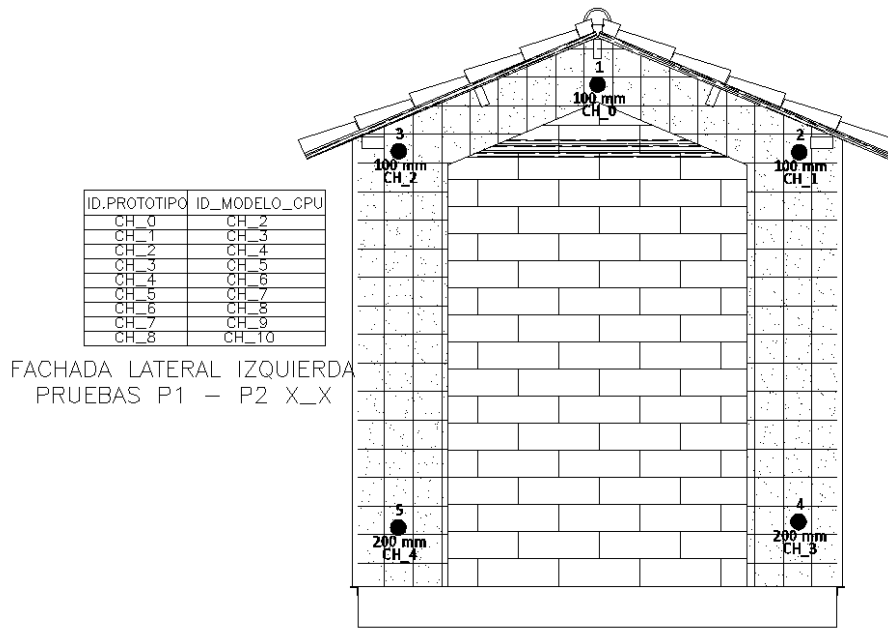 1
100 mm
CH_0
3
100 mm
CH_2
2
100 mm
CH_1
ID.PROTOTIPO ID_MODELO_CPU
CH_0 CH_2
CH_1 CH_3
CH_2 CH_4
CH_3 CH_5
CH_4 CH_6
CH_5 CH_7
CH_6 CH_8
CH_7 CH_9
CH_8 CH_10
FACHADA LATERAL IZQUIERDA
PRUEBAS P1 – P2 X_X
5
200 mm
CH_4
4
200 mm
CH_3